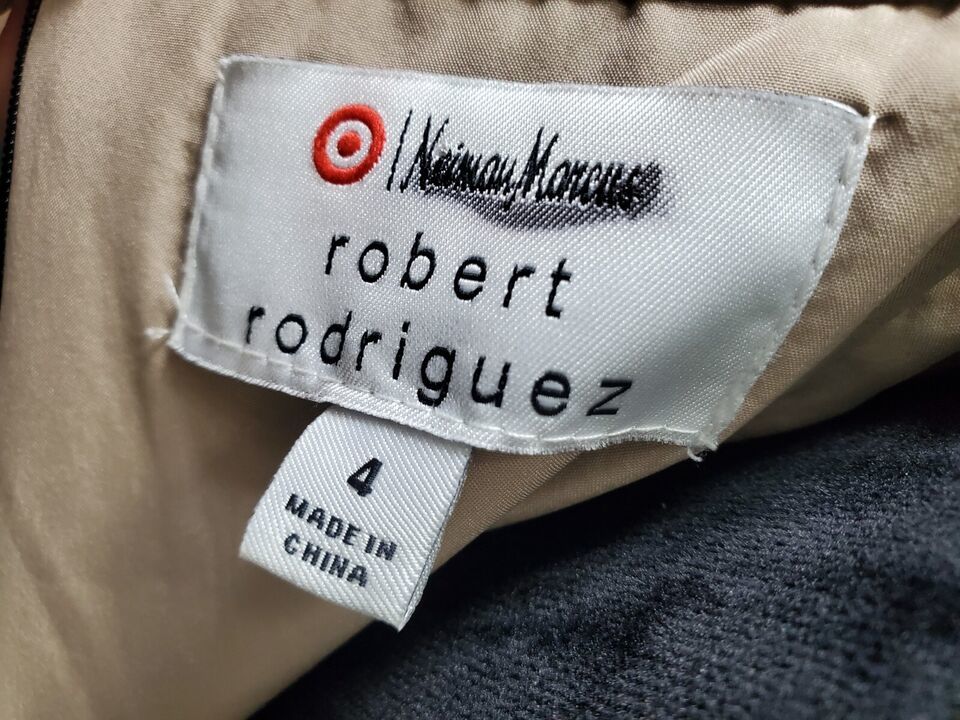 | Neiman Marcus
robert
rodriguez
4
MADE IN
CHINA